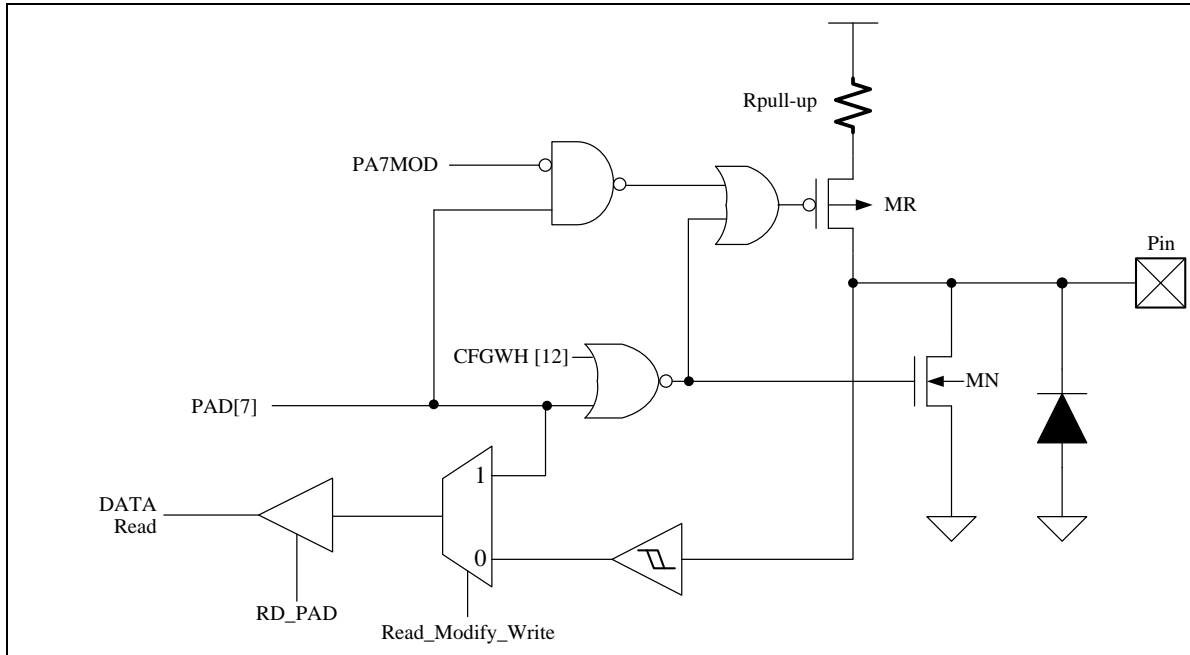 Rpull-up
PA7MOD
MR
Pin
CFGWH [12]
MN
PAD[7]
1
DATA
Read
0
RD_PAD
Read_Modify_Write